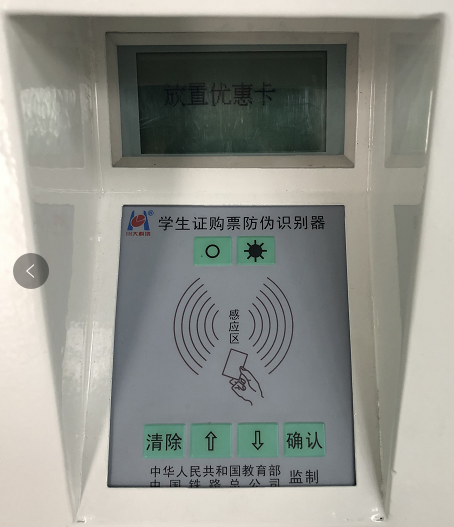 放置优惠卡
学生证购票防伪识别器
感应区
清除 确认
中华人民共和国教育部
中国铁路总公司
监制